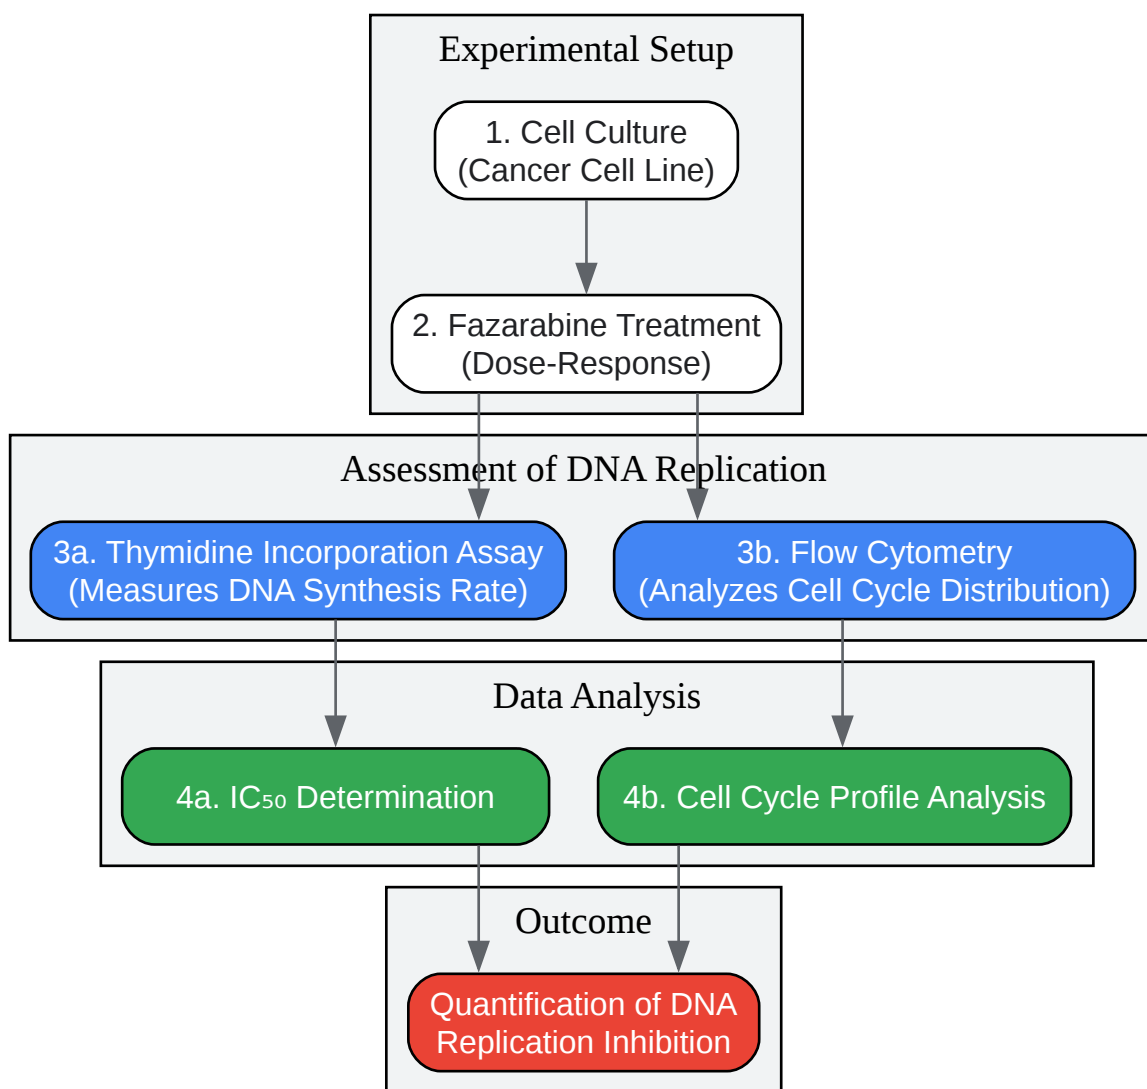 Experimental Setup
1. Cell Culture
(Cancer Cell Line)
2. Fazarabine Treatment
(Dose-Response)
Assessment of DNA Replication
3a. Thymidine Incorporation Assay
(Measures DNA Synthesis Rate)
3b. Flow Cytometry
(Analyzes Cell Cycle Distribution)
Data Analysis
4a. IC₅₀ Determination
4b. Cell Cycle Profile Analysis
Outcome
Quantification of DNA
Replication Inhibition